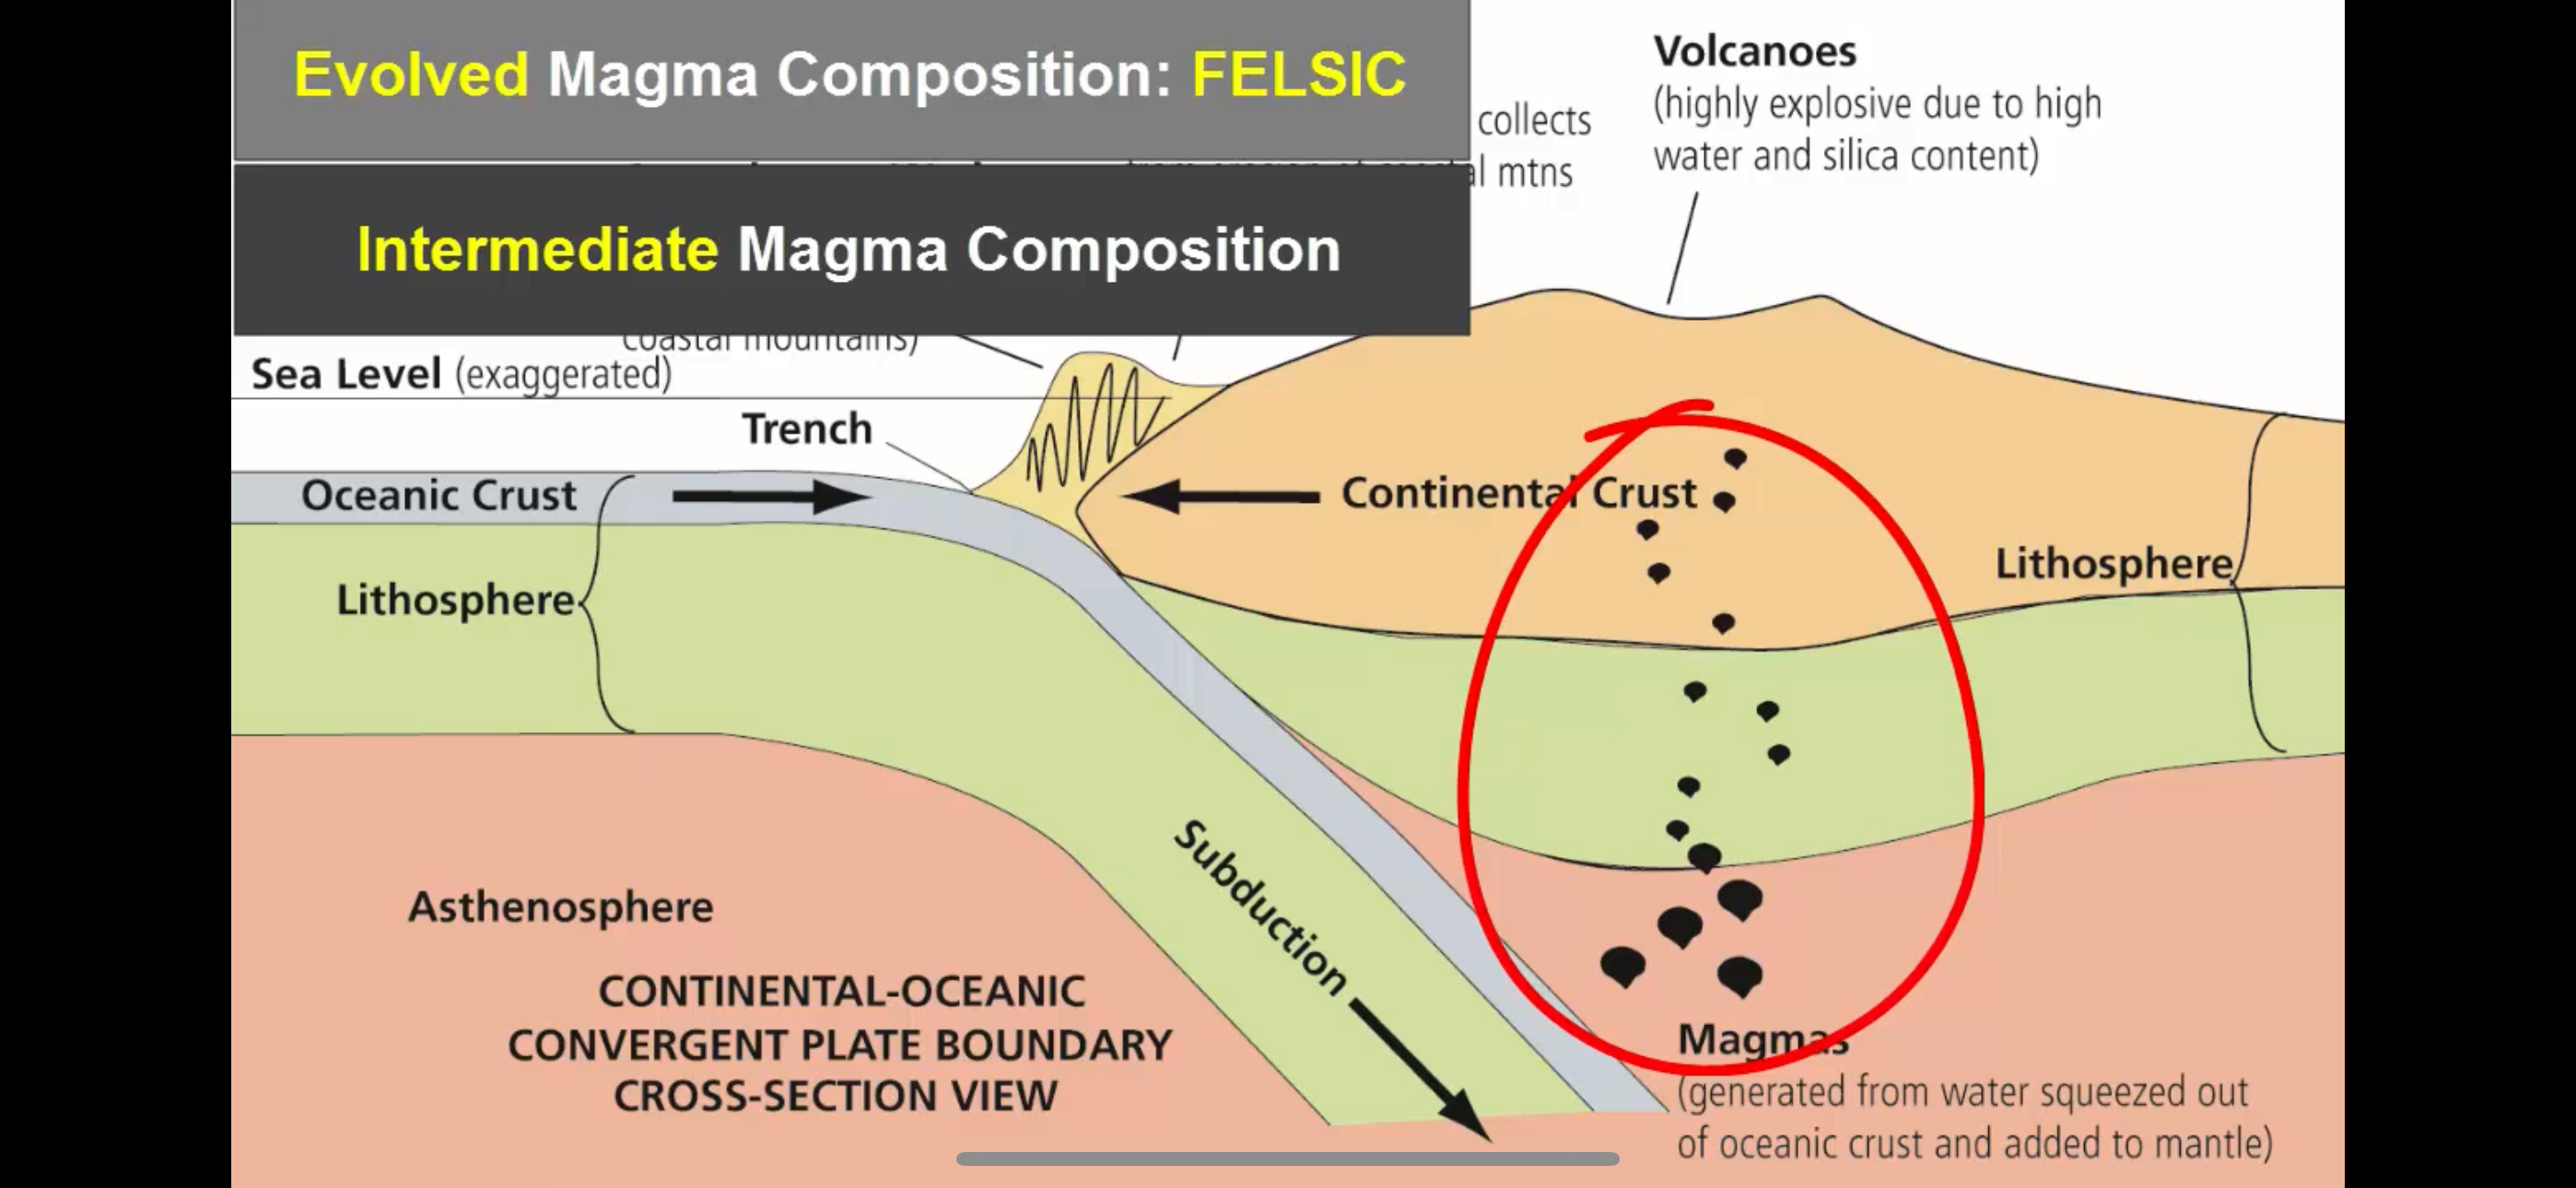 Evolved Magma Composition: FELSIC
Intermediate Magma Composition
collects
mtns
Volcanoes
(highly explosive due to high
water and silica content)
coastal mountains)
Sea Level (exaggerated)
Trench
Oceanic Crust
Continental Crust
Lithosphere
Lithosphere
Subduction
Asthenosphere
CONTINENTAL-OCEANIC
CONVERGENT PLATE BOUNDARY
CROSS-SECTION VIEW
Magmas
(generated from water squeezed out
of oceanic crust and added to mantle)